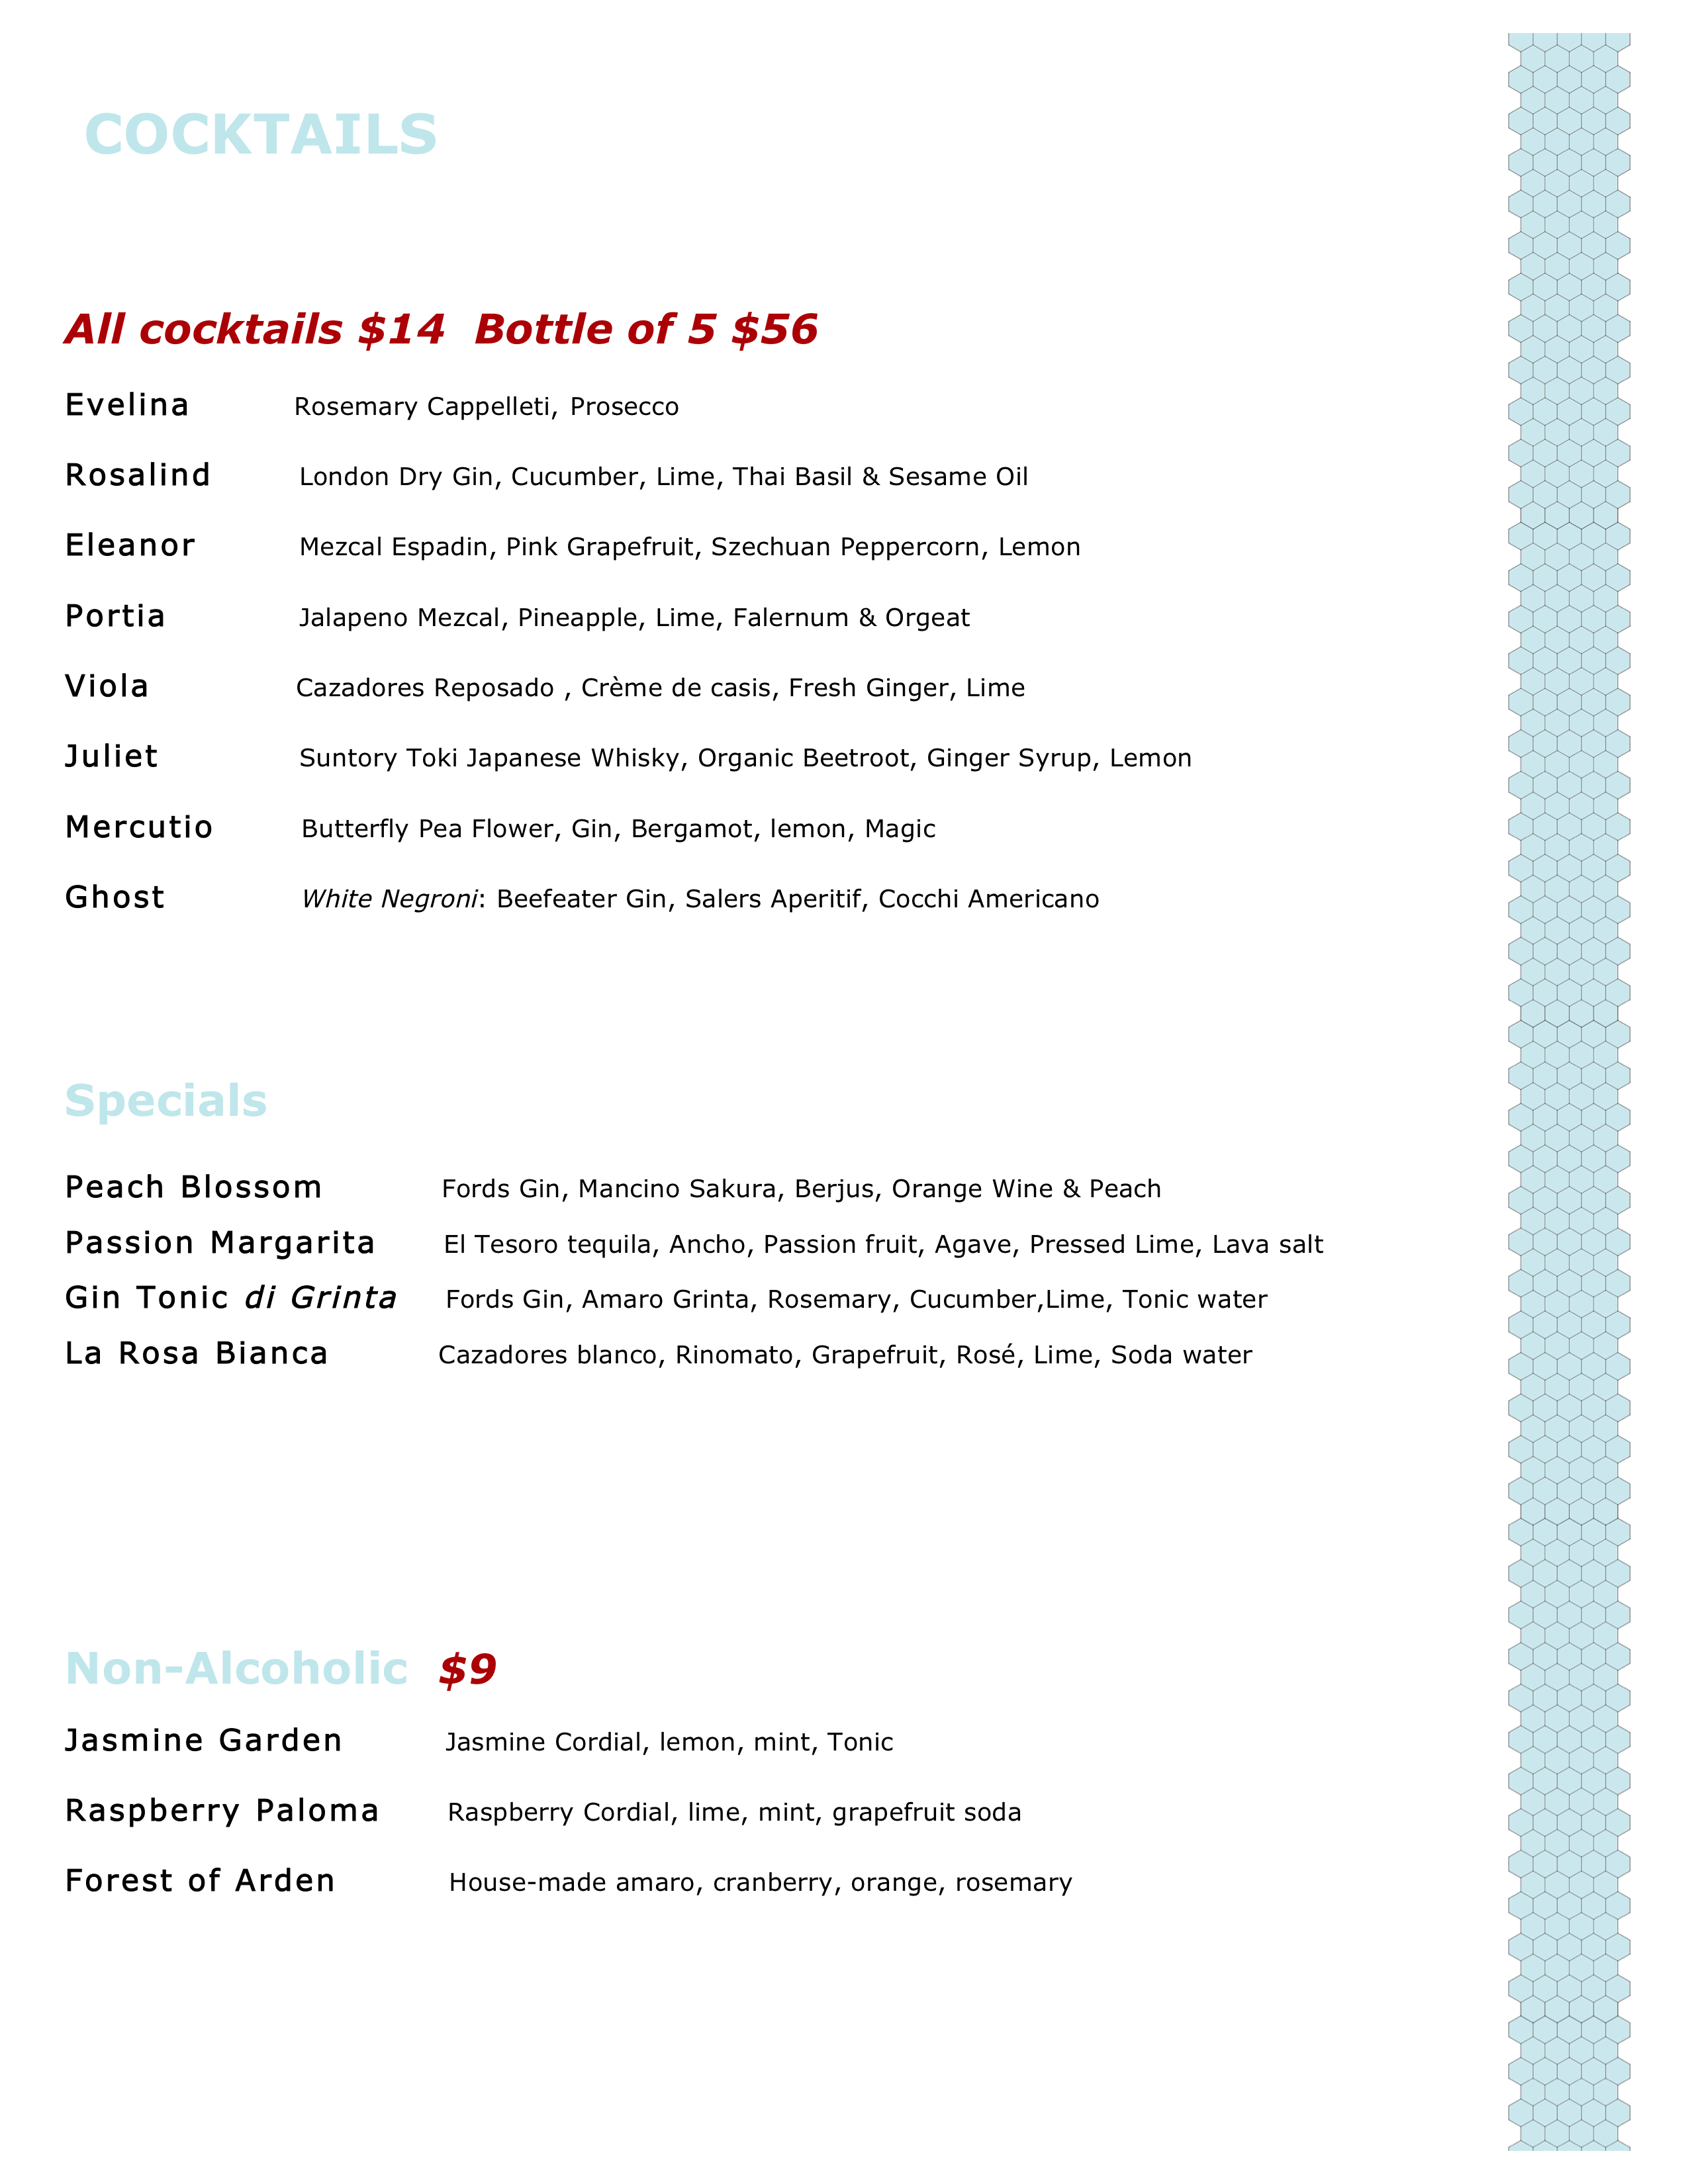 COCKTAILS
All cocktails $14 Bottle of 5 $56
Evelina Rosemary Cappelleti, Prosecco
Rosalind London Dry Gin, Cucumber, Lime, Thai Basil & Sesame Oil
Eleanor Mezcal Espadin, Pink Grapefruit, Szechuan Peppercorn, Lemon
Portia Jalapeno Mezcal, Pineapple, Lime, Falernum & Orgeat
Viola Cazadores Reposado , Crème de casis, Fresh Ginger, Lime
Juliet Suntory Toki Japanese Whisky, Organic Beetroot, Ginger Syrup, Lemon
Mercutio Butterfly Pea Flower, Gin, Bergamot, lemon, Magic
Ghost White Negroni: Beefeater Gin, Salers Aperitif, Cocchi Americano
Specials
Peach Blossom Fords Gin, Mancino Sakura, Berjus, Orange Wine & Peach
Passion Margarita El Tesoro tequila, Ancho, Passion fruit, Agave, Pressed Lime, Lava salt
Gin Tonic di Grinta Fords Gin, Amaro Grinta, Rosemary, Cucumber,Lime, Tonic water
La Rosa Bianca Cazadores blanco, Rinomato, Grapefruit, Rosé, Lime, Soda water
Non-Alcoholic $9
Jasmine Garden Jasmine Cordial, lemon, mint, Tonic
Raspberry Paloma Raspberry Cordial, lime, mint, grapefruit soda
Forest of Arden House-made amaro, cranberry, orange, rosemary